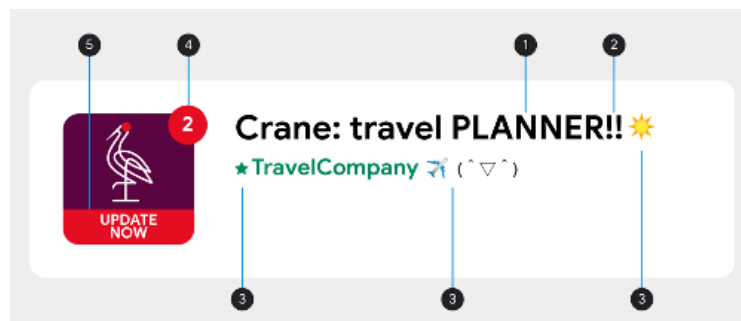 5 4 1 2
2
Crane: travel PLANNER!!☀️
★TravelCompany ✈️ (＾▽＾)
UPDATE
NOW
3 3 3